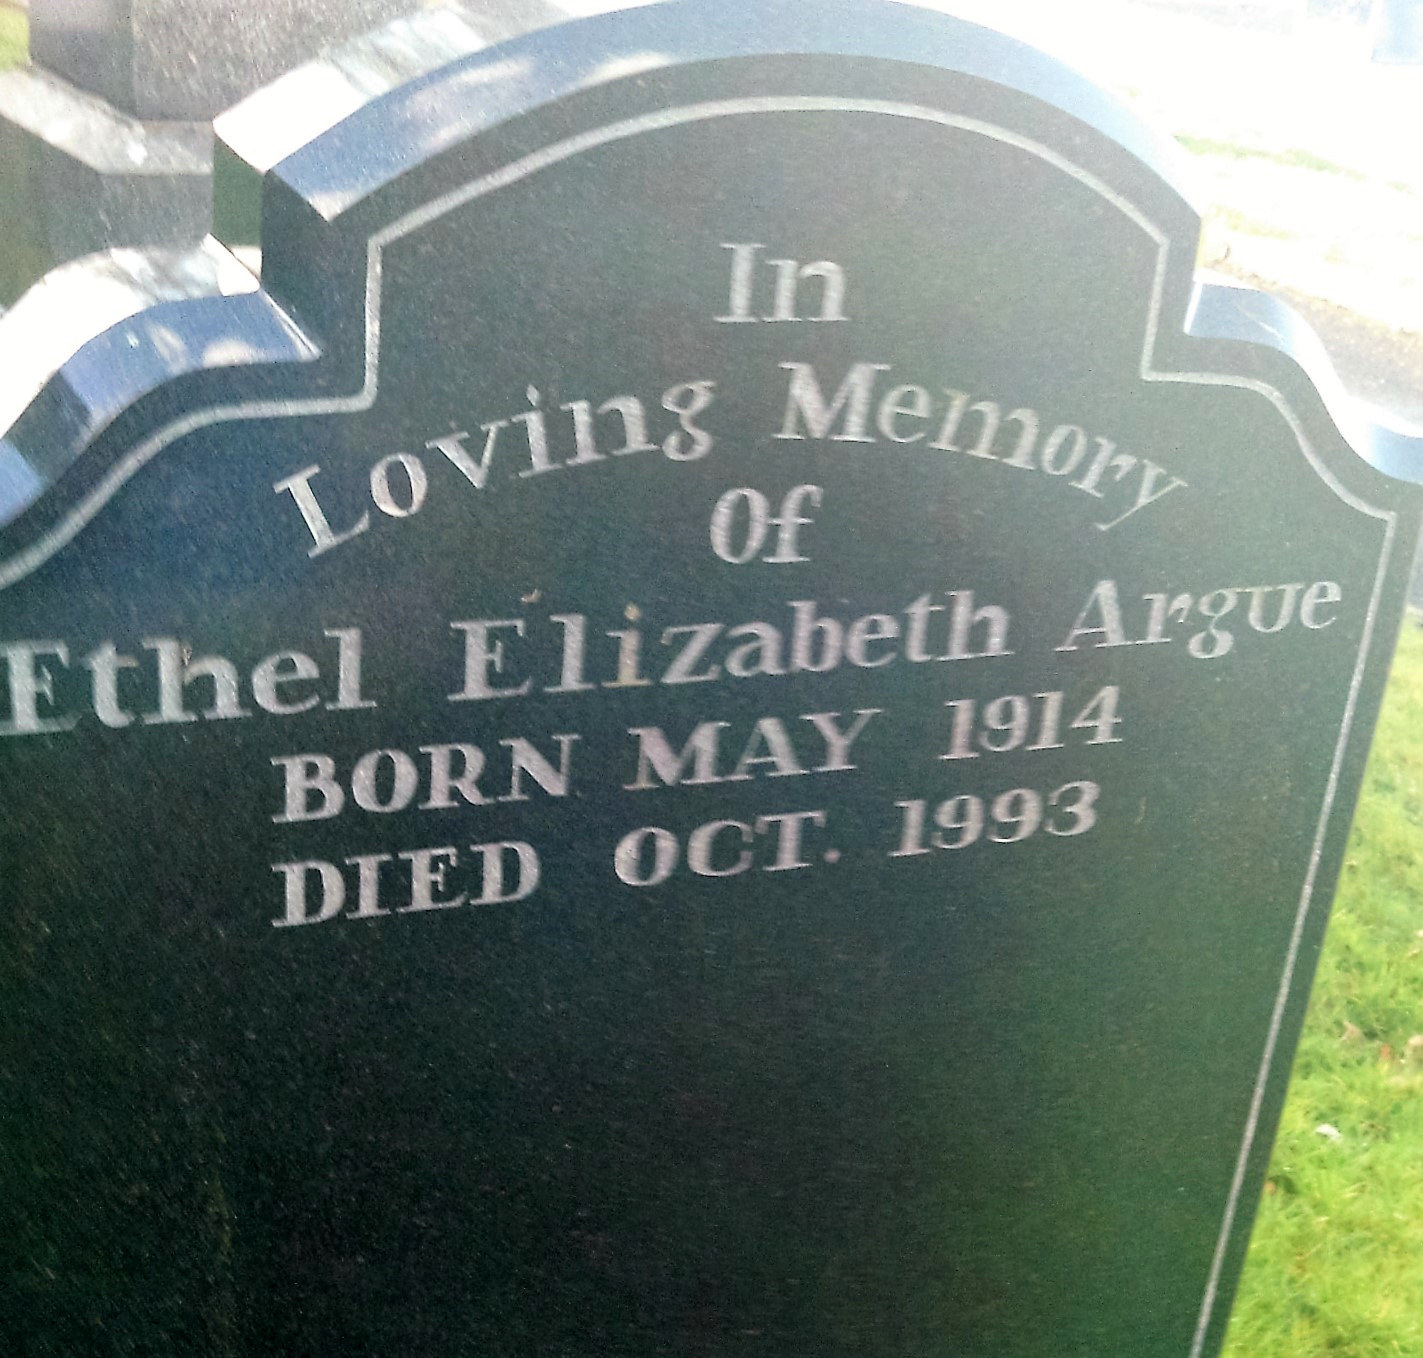 In
Loving Memory
Of
Ethel Elizabeth Argue
BORN MAY 1914
DIED OCT. 1993